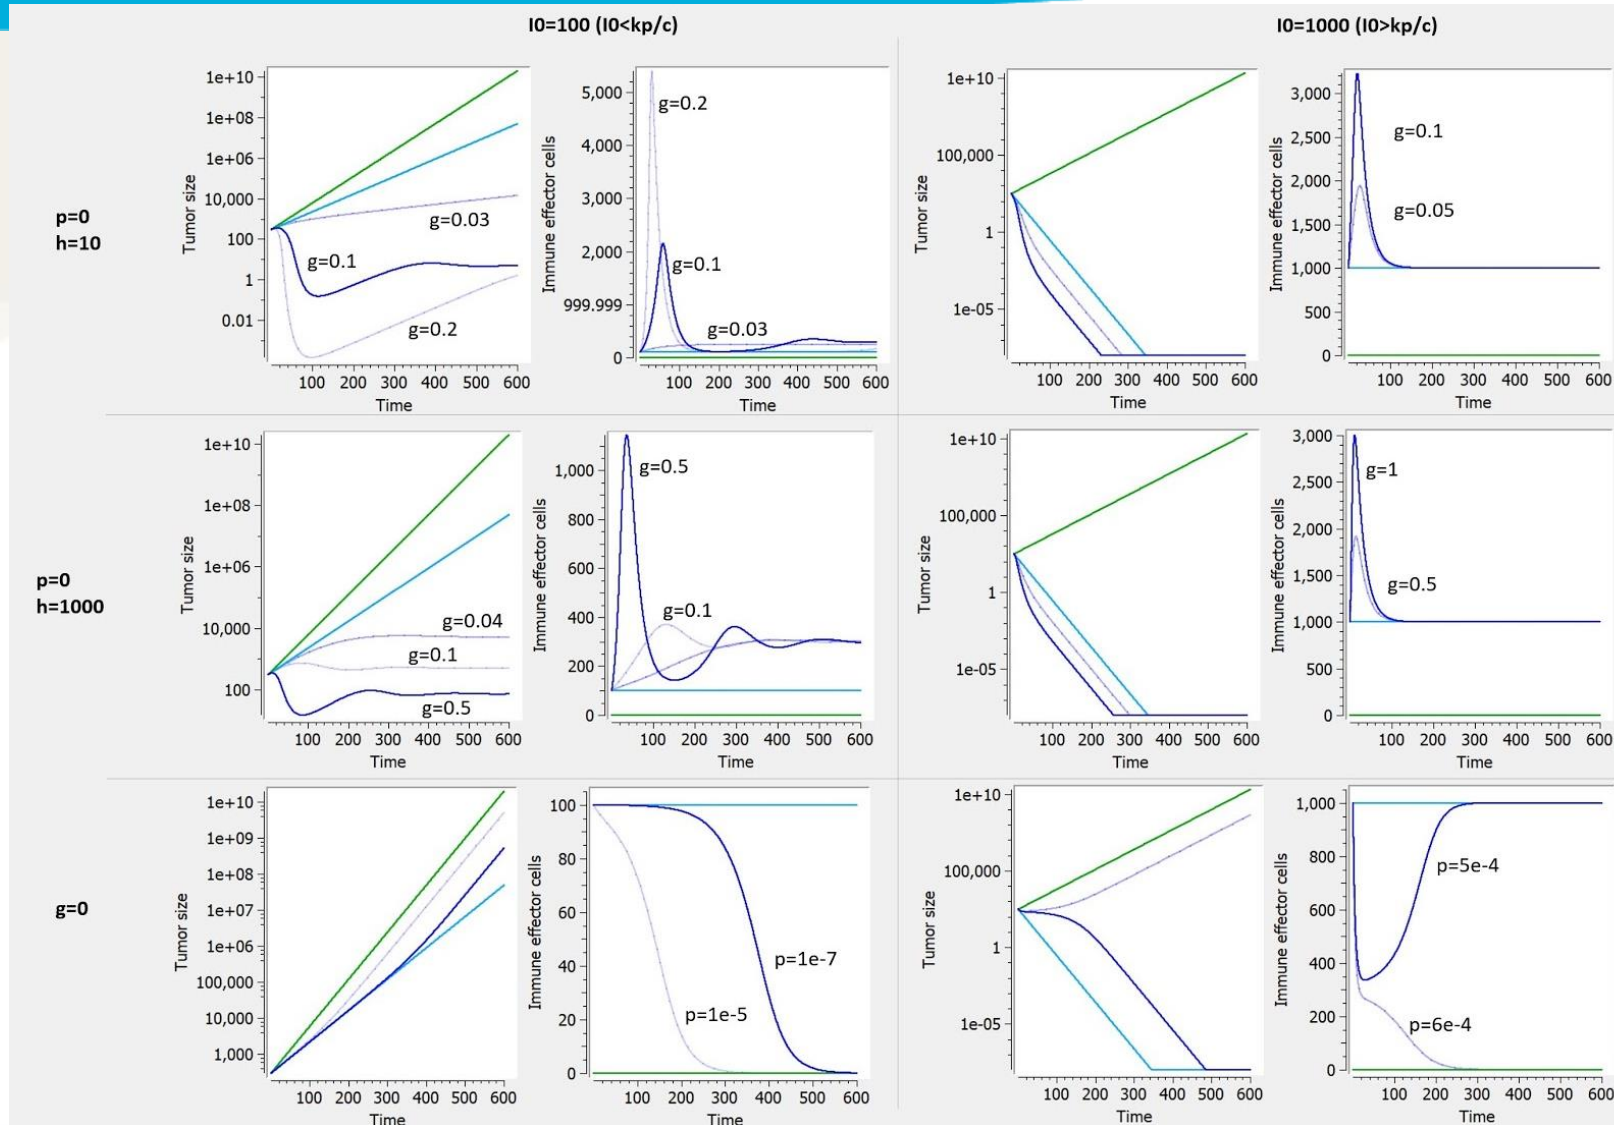 I0=100 (I0<kp/c)
I0=1000 (I0>kp/c)
p=0
h=10
Tumor size
1e+10
1e+08
1e+06
10,000
100
1
0.01
g=0.03
g=0.1
g=0.2
100 200 300 400 500 600
Time
Immune effector cells
5,000
4,000
3,000
2,000
999.999
0
g=0.2
g=0.1
g=0.03
100 200 300 400 500 600
Time
Tumor size
1e+10
100,000
1
1e-05
100 200 300 400 500 600
Time
Immune effector cells
3,000
2,500
2,000
1,500
1,000
500
0
g=0.1
g=0.05
100 200 300 400 500 600
Time
p=0
h=1000
Tumor size
1e+10
1e+08
1e+06
10,000
100
g=0.04
g=0.1
g=0.5
100 200 300 400 500 600
Time
Immune effector cells
1,000
800
600
400
200
0
g=0.5
g=0.1
100 200 300 400 500 600
Time
Tumor size
1e+10
100,000
1
1e-05
100 200 300 400 500 600
Time
Immune effector cells
3,000
2,500
2,000
1,500
1,000
500
0
g=1
g=0.5
100 200 300 400 500 600
Time
g=0
Tumor size
1e+10
1e+09
1e+08
1e+07
1e+06
100,000
10,000
1,000
100 200 300 400 500 600
Time
Immune effector cells
100
80
60
40
20
0
p=1e-7
p=1e-5
100 200 300 400 500 600
Time
Tumor size
1e+10
100,000
1
1e-05
100 200 300 400 500 600
Time
Immune effector cells
1,000
800
600
400
200
0
p=5e-4
p=6e-4
100 200 300 400 500 600
Time